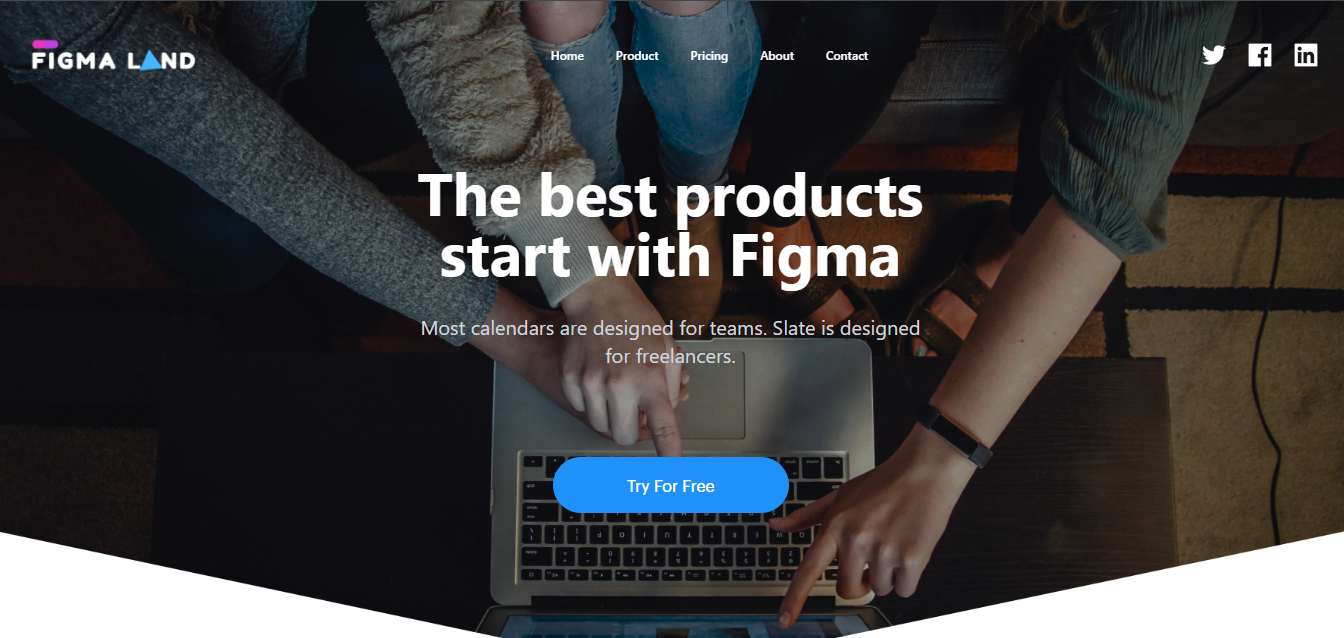 FIGMA LAND
Home Product Pricing About Contact
The best products
start with Figma
Most calendars are designed for teams. Slate is designed
for freelancers.
Try For Free